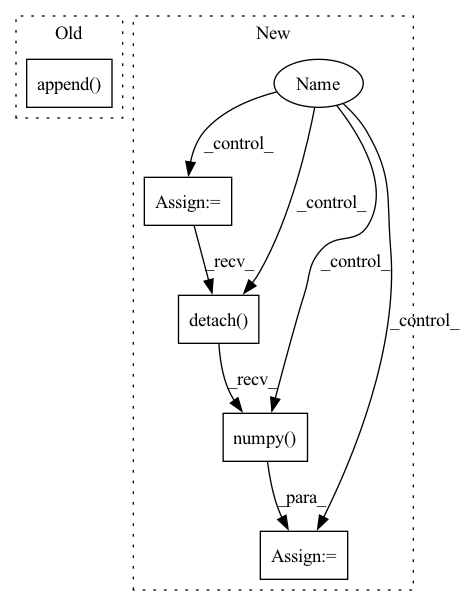 Old
New
append()
Name
_control_
Assign:=
_control_
_recv_
_control_
detach()
_control_
_recv_
numpy()
_para_
Assign:=